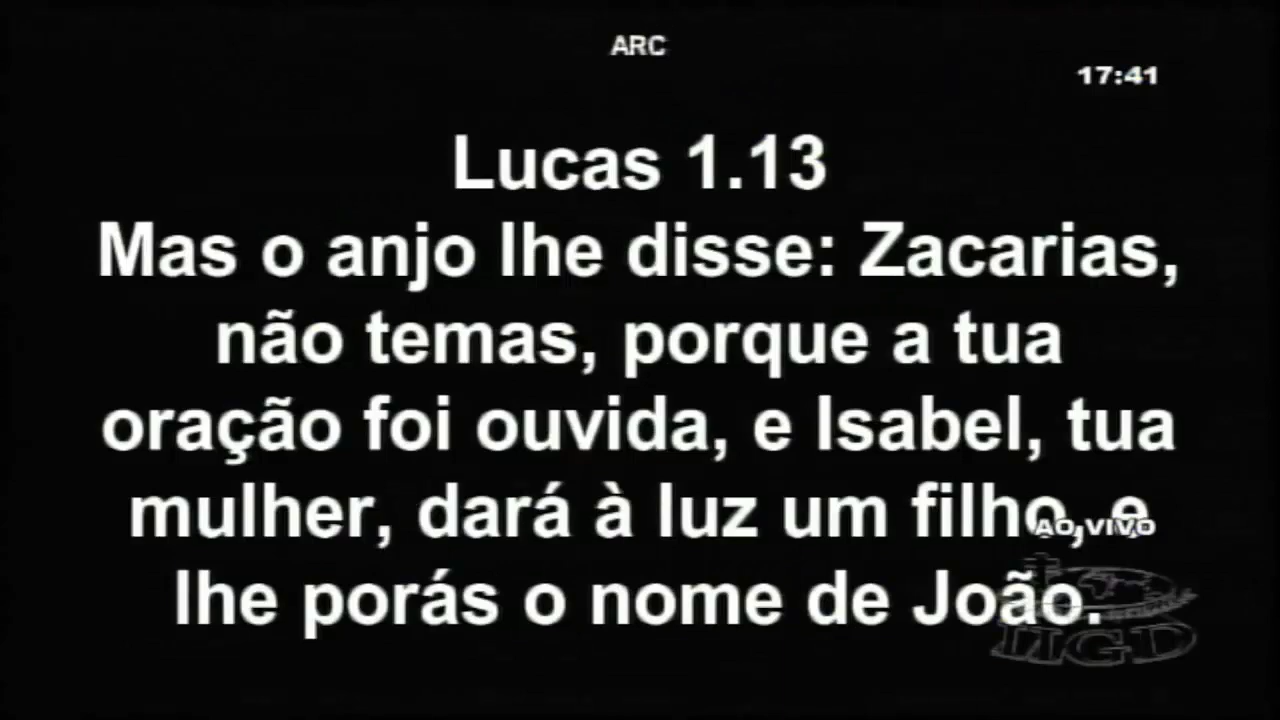 ARC
17:41
Lucas 1.13
Mas o anjo lhe disse: Zacarias,
não temas, porque a tua
oração foi ouvida, e Isabel, tua
mulher, dará à luz um filho, e
AO VIVO
lhe porás o nome de João.
IIGD